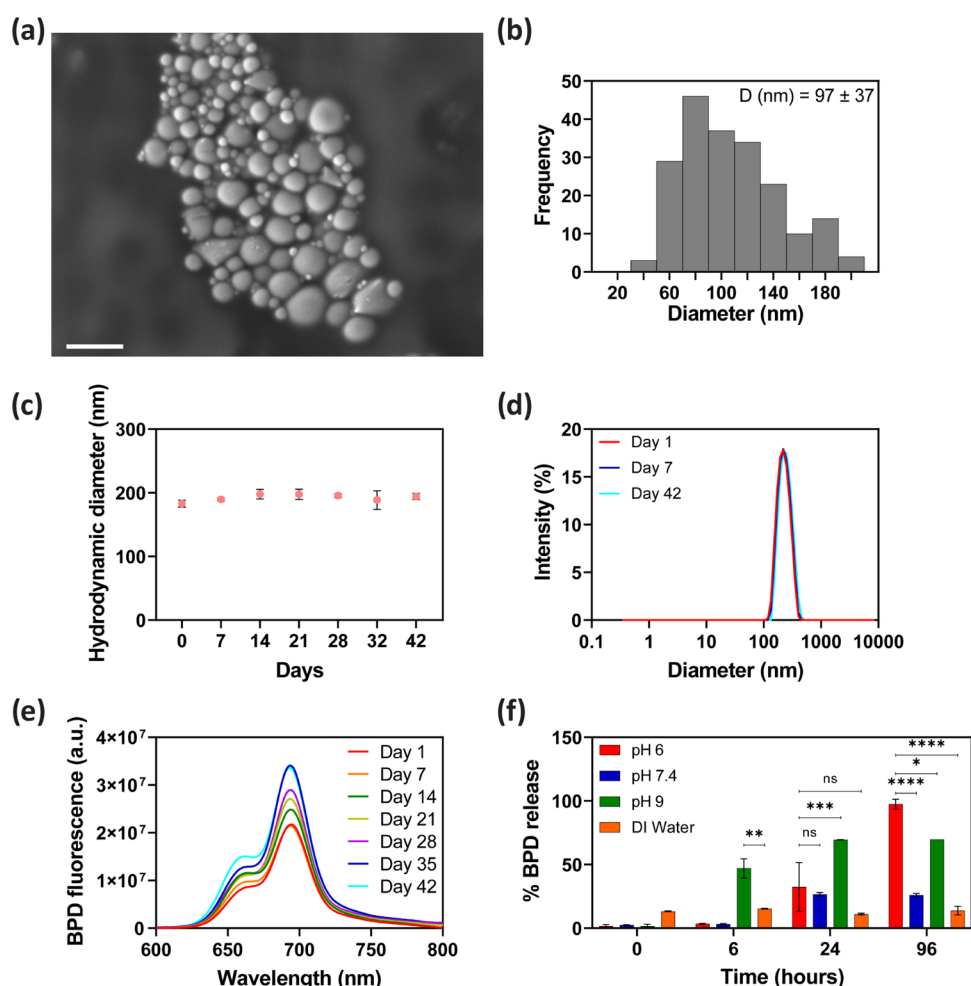 (a)
(b)
D (nm) = 97 ± 37
Frequency
50
40
30
20
10
0
20 60 100 140 180
Diameter (nm)
(c)
Hydrodynamic diameter (nm)
300
200
100
0
0 7 14 21 28 32 42
Days
(d)
Intensity (%)
20
15
10
5
0
Day 1
Day 7
Day 42
0.1 1 10 100 1000 10000
Diameter (nm)
(e)
BPD fluorescence (a.u.)
4×10⁷
3×10⁷
2×10⁷
1×10⁷
0
Day 1
Day 7
Day 14
Day 21
Day 28
Day 35
Day 42
600 650 700 750 800
Wavelength (nm)
(f)
% BPD release
150
100
50
0
pH 6
pH 7.4
pH 9
DI Water
**
ns
***
ns
****
*
****
0 6 24 96
Time (hours)